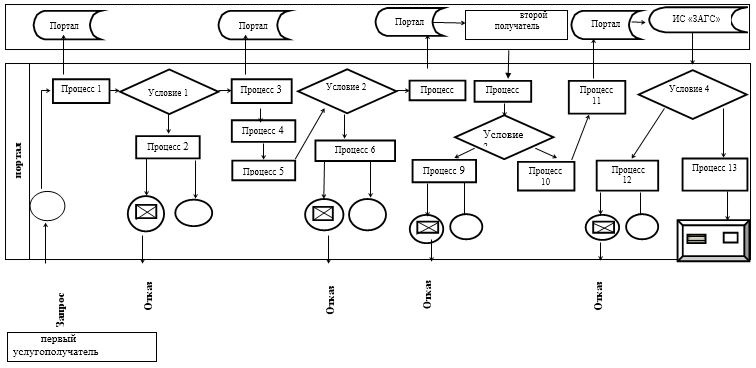 Портал
Портал
Портал
второй
получатель
Портал
ИС «ЗАГС»
портал
Процесс 1
Условие 1
Процесс 3
Условие 2
Процесс
Процесс
Процесс
11
Условие 4
Процесс 2
Процесс 4
Процесс 5
Процесс 6
Условие
Процесс 9
Процесс
10
Процесс
12
Процесс 13
Запрос
Отказ
Отказ
Отказ
Отказ
первый
услугополучатель